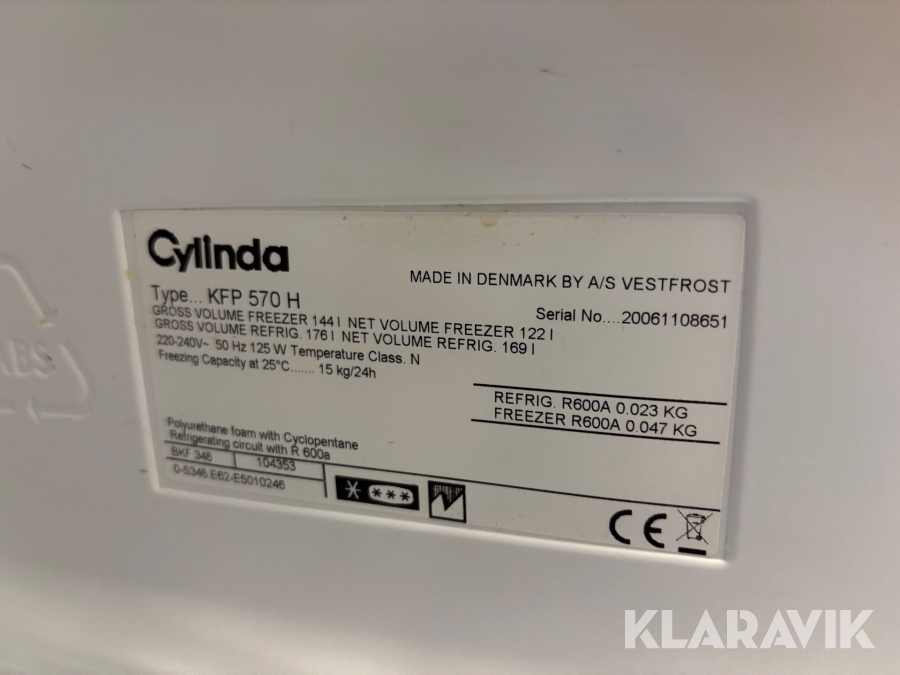 Cylinda
MADE IN DENMARK BY A/S VESTFROST
Type... KFP 570 H
Serial No....20061108651
GROSS VOLUME FREEZER 144 l NET VOLUME FREEZER 122 l
GROSS VOLUME REFRIG. 176 l NET VOLUME REFRIG. 169 l
220-240V~ 50 Hz 125 W Temperature Class. N
Freezing Capacity at 25°C....... 15 kg/24h
REFRIG. R600A 0.023 KG
FREEZER R600A 0.047 KG
Polyurethane foam with Cyclopentane
Refrigerating circuit with R 600a
BKF 346 104353
0-S346 E62-E5010246
CE
ABS
KLARAVIK